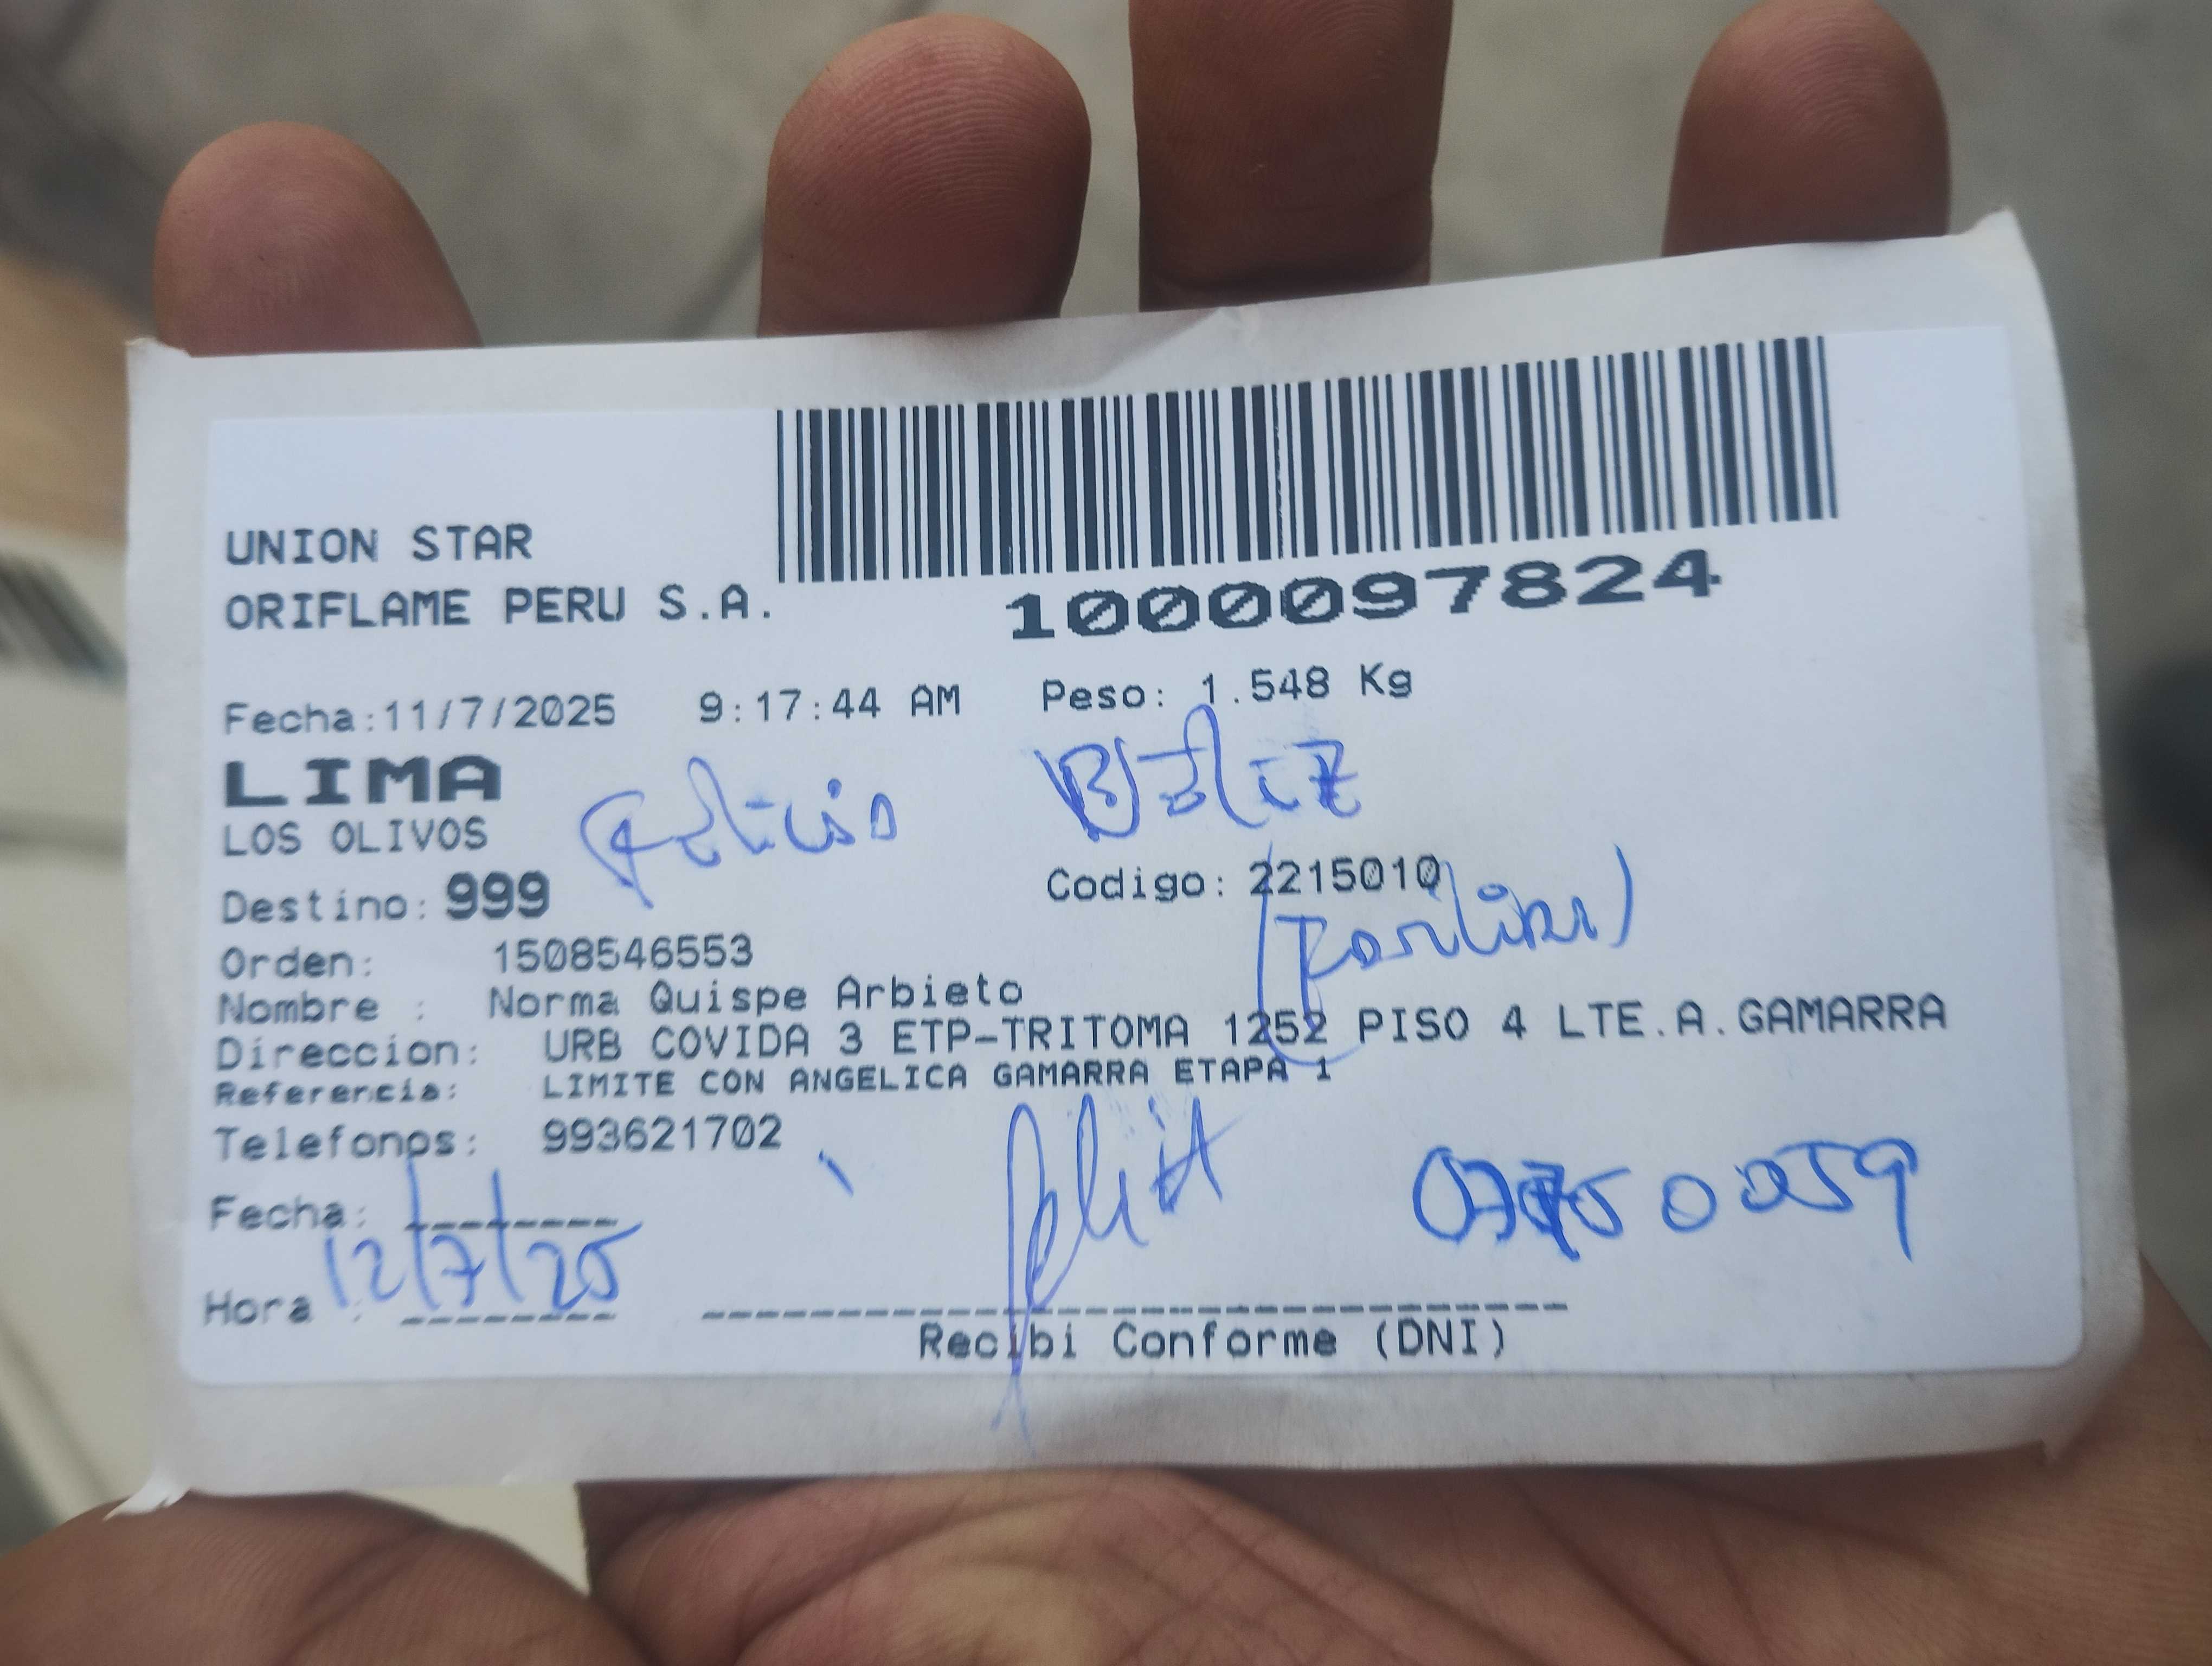 UNION STAR
ORIFLAME PERU S.A.
1000097824
Fecha:11/7/2025 9:17:44 AM Peso: 1.548 Kg
LIMA
LOS OLIVOS
Destino: 999 Codigo: 2215010
Orden: 1508546553
Nombre : Norma Quispe Arbieto
Direccion: URB COVIDA 3 ETP-TRITOMA 1252 PISO 4 LTE.A.GAMARRA
Referencia: LIMITE CON ANGELICA GAMARRA ETAPA 1
Telefonos: 993621702
Fecha: 12/7/25
Hora :
Recibi Conforme (DNI)